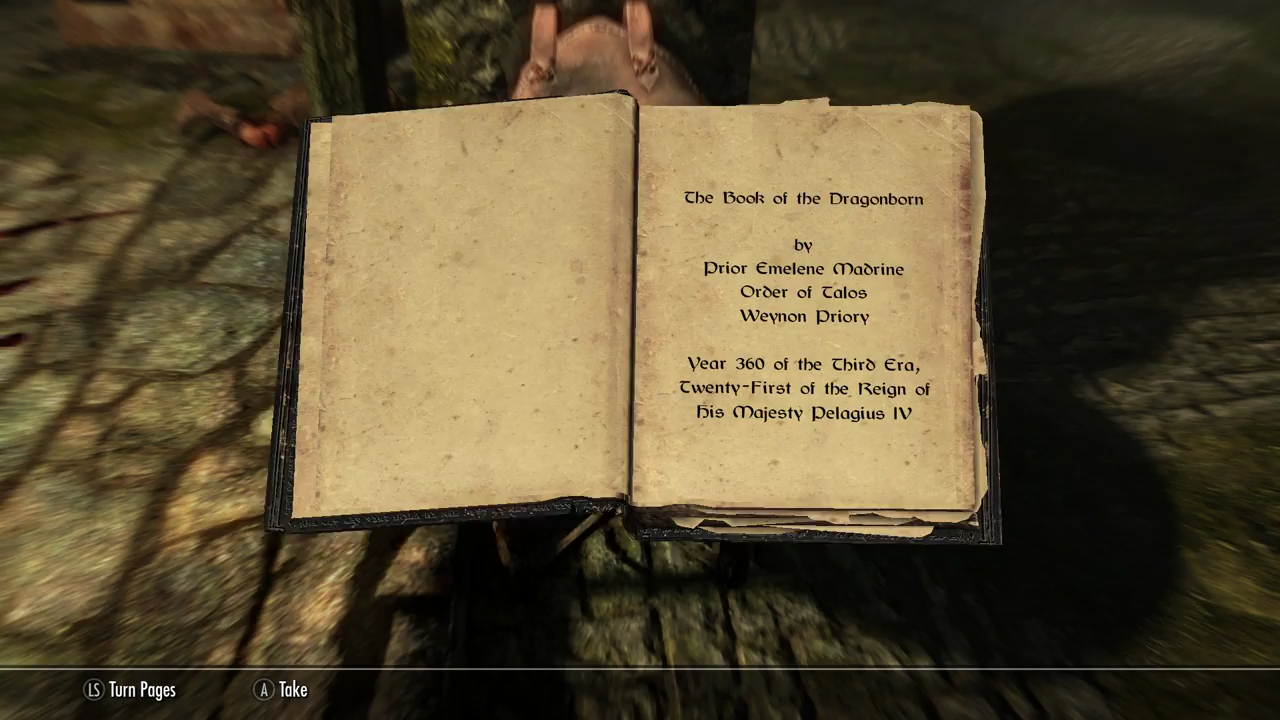 The Book of the Dragonborn
by
Prior Emelene Madrine
Order of Talos
Weynon Priory
Year 360 of the Third Era,
Twenty-First of the Reign of
His Majesty Pelagius IV
LS Turn Pages
A Take